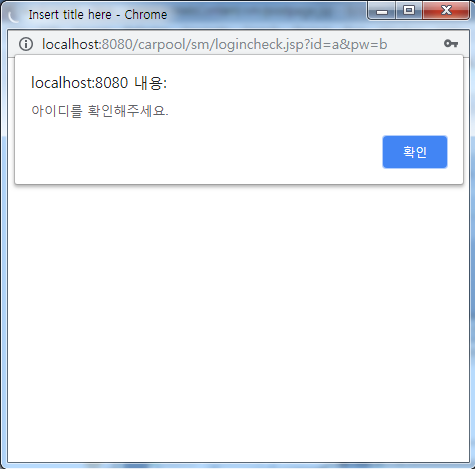 Insert title here - Chrome
localhost:8080/carpool/sm/logincheck.jsp?id=a&pw=b
localhost:8080 내용:
아이디를 확인해주세요.
확인